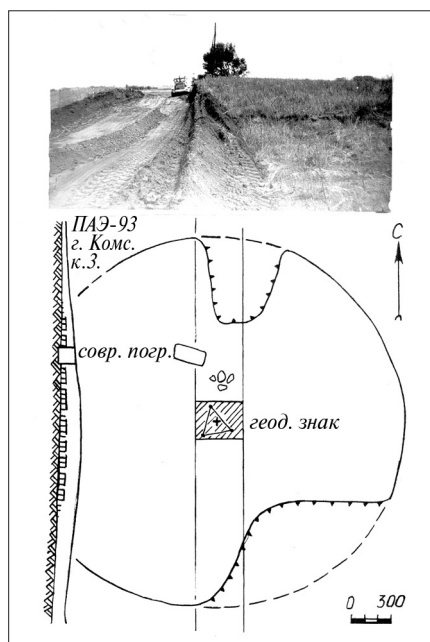 ПАЭ-93
г. Комс.
к.3.
С
совр. погр.
геод. знак
0 300